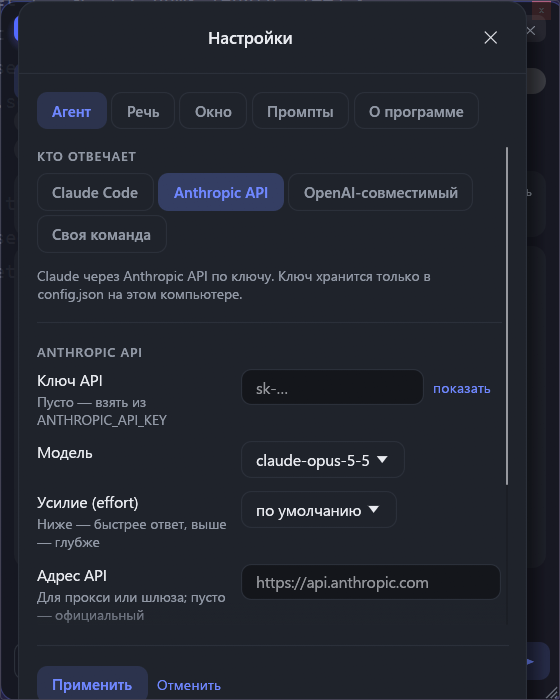 Настройки
Агент
Речь
Окно
Промпты
О программе
КТО ОТВЕЧАЕТ
Claude Code
Anthropic API
OpenAI-совместимый
Своя команда
Claude через Anthropic API по ключу. Ключ хранится только в
config.json на этом компьютере.
ANTHROPIC API
Ключ API
Пусто — взять из
ANTHROPIC_API_KEY
sk-...
показать
Модель
claude-opus-5-5
Усилие (effort)
Ниже — быстрее ответ, выше
— глубже
по умолчанию
Адрес API
Для прокси или шлюза; пусто
— официальный
https://api.anthropic.com
Применить
Отменить